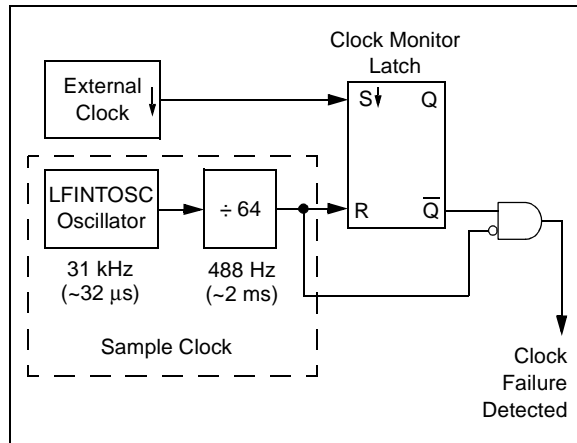 Clock Monitor
Latch
External
Clock
S
Q
LFINTOSC
Oscillator
÷ 64
R
Q
31 kHz
(~32 μs)
488 Hz
(~2 ms)
Sample Clock
Clock
Failure
Detected